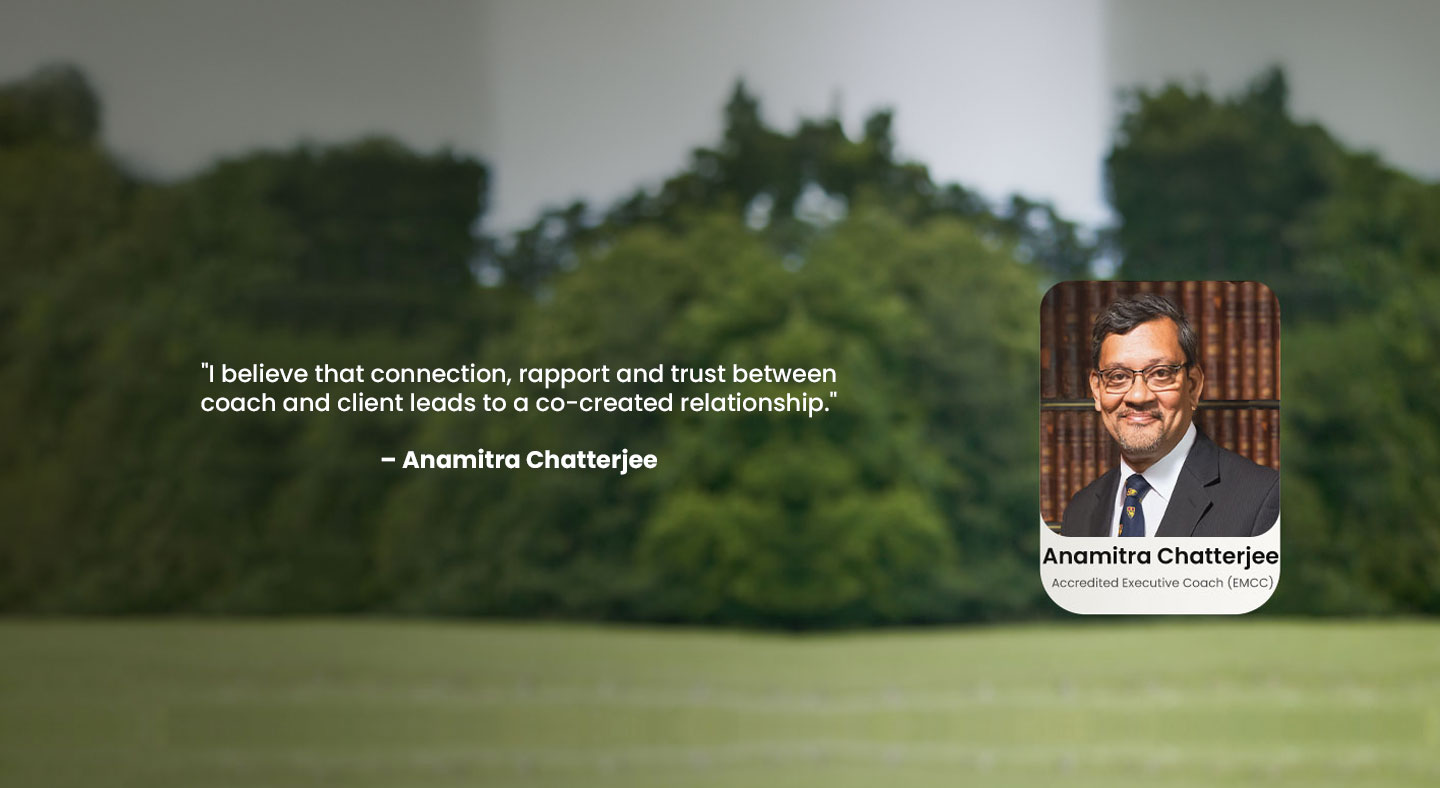 "I believe that connection, rapport and trust between
coach and client leads to a co-created relationship."
– Anamitra Chatterjee
Anamitra Chatterjee
Accredited Executive Coach (EMCC)